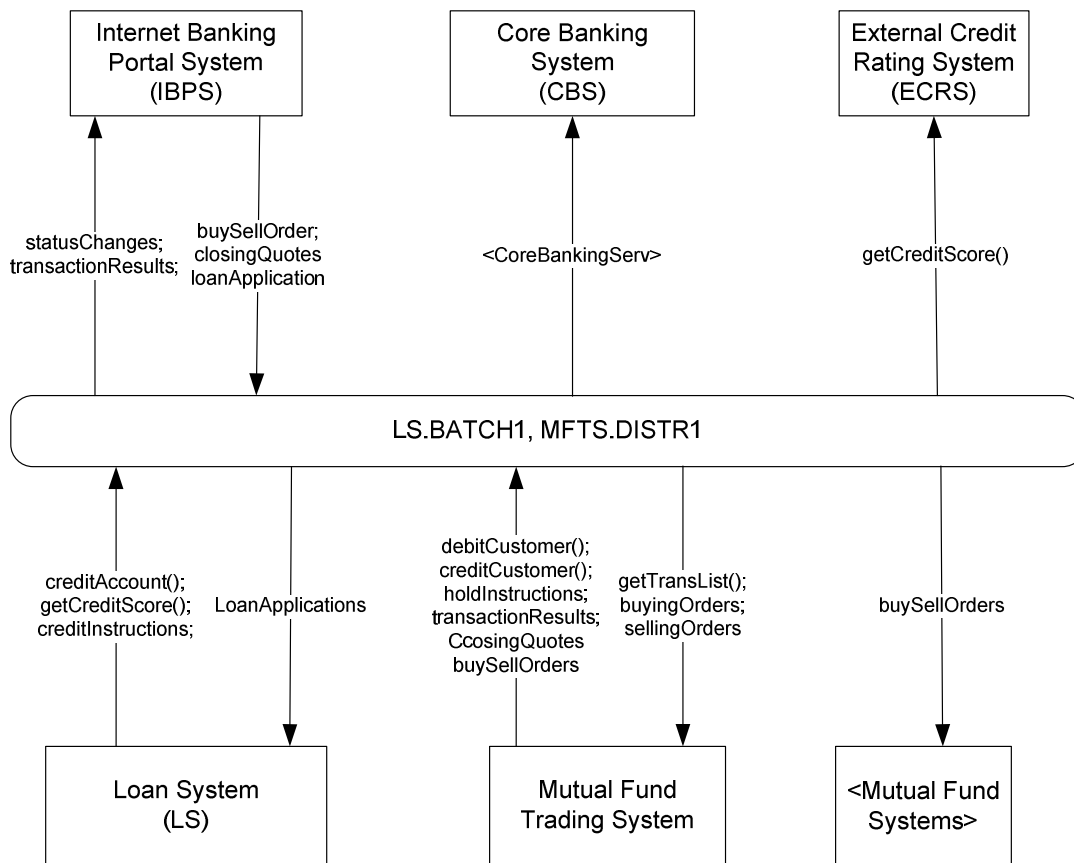 Internet Banking
Portal System
(IBPS)
Core Banking
System
(CBS)
External Credit
Rating System
(ECRS)
statusChanges;
transactionResults;
buySellOrder;
closingQuotes
loanApplication
<CoreBankingServ>
getCreditScore()
LS.BATCH1, MFTS.DISTR1
creditAccount();
getCreditScore();
creditInstructions;
LoanApplications
debitCustomer();
creditCustomer();
holdInstructions;
transactionResults;
CcosingQuotes
buySellOrders
getTransList();
buyingOrders;
sellingOrders
buySellOrders
Loan System
(LS)
Mutual Fund
Trading System
<Mutual Fund
Systems>